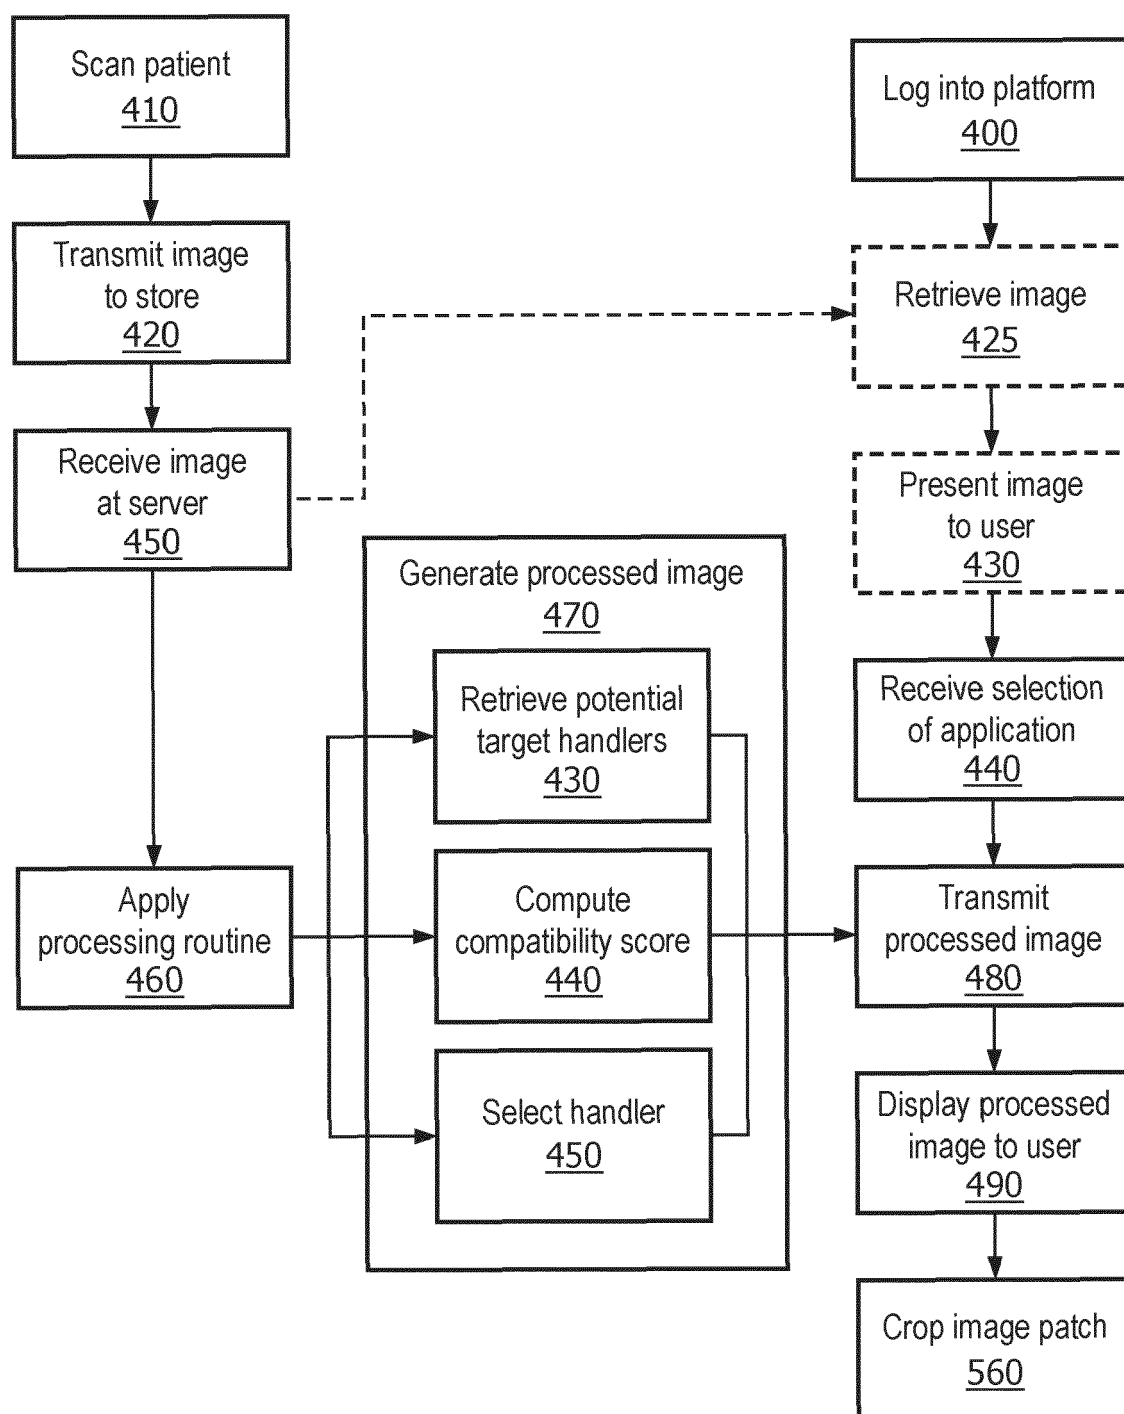 Scan patient
410
Transmit image
to store
420
Receive image
at server
450
Apply
processing routine
460
Generate processed image
470
Retrieve potential
target handlers
430
Compute
compatibility score
440
Select handler
450
Log into platform
400
Retrieve image
425
Present image
to user
430
Receive selection
of application
440
Transmit
processed image
480
Display processed
image to user
490
Crop image patch
560